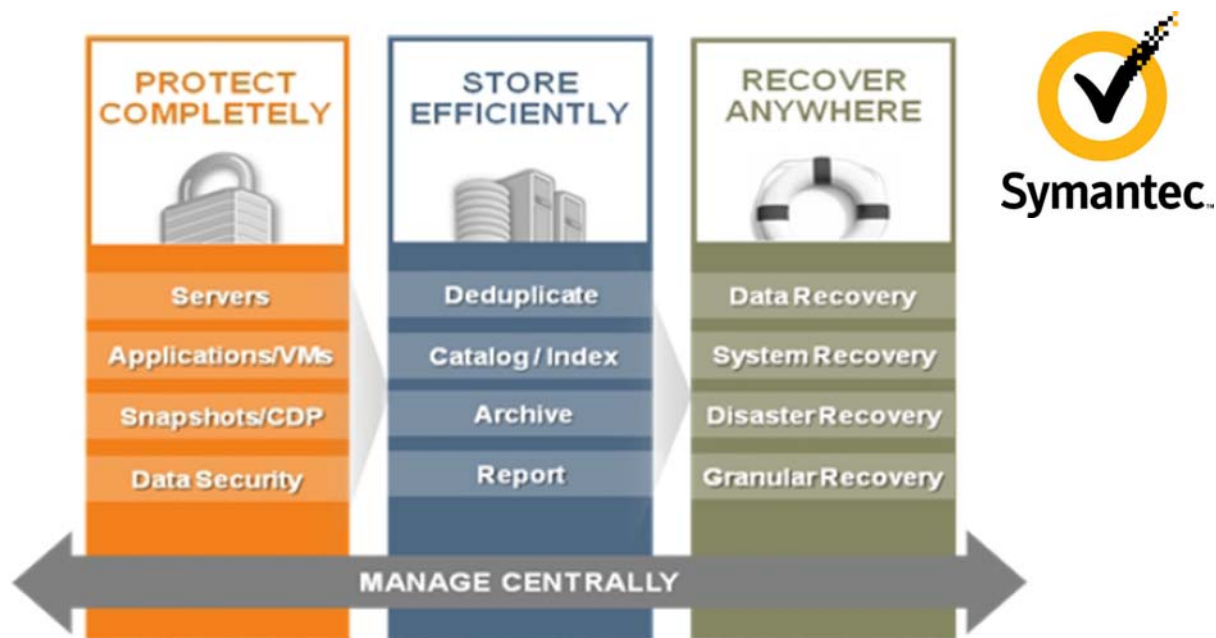 PROTECT
COMPLETELY
Servers
Applications/VMs
Snapshots/CDP
Data Security
STORE
EFFICIENTLY
Deduplicate
Catalog / Index
Archive
Report
RECOVER
ANYWHERE
Data Recovery
System Recovery
Disaster Recovery
Granular Recovery
MANAGE CENTRALLY
Symantec™